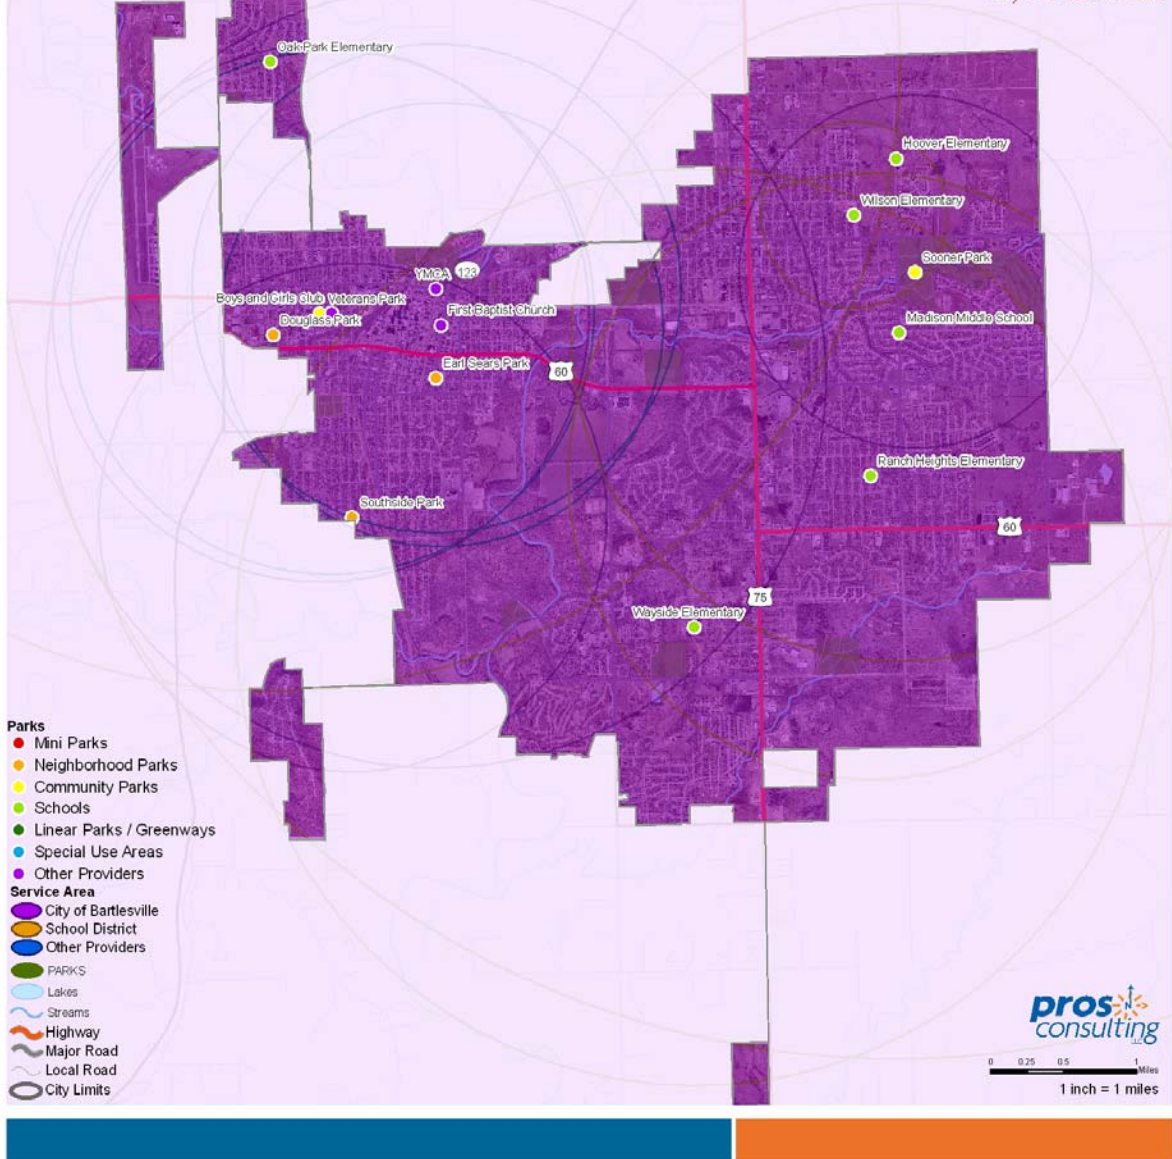 Oak Park Elementary
Hoover Elementary
Wilson Elementary
Sooner Park
YMCA
123
Boys and Girls Club
Veterans Park
Douglass Park
First Baptist Church
Madison Middle School
Earl Sears Park
60
Ranch Heights Elementary
Southside Park
60
75
Wayside Elementary
Parks
Mini Parks
Neighborhood Parks
Community Parks
Schools
Linear Parks / Greenways
Special Use Areas
Other Providers
Service Area
City of Bartlesville
School District
Other Providers
PARKS
Lakes
Streams
Highway
Major Road
Local Road
City Limits
pros
consulting
LLC
0 0.25 0.5 1
Miles
1 inch = 1 miles